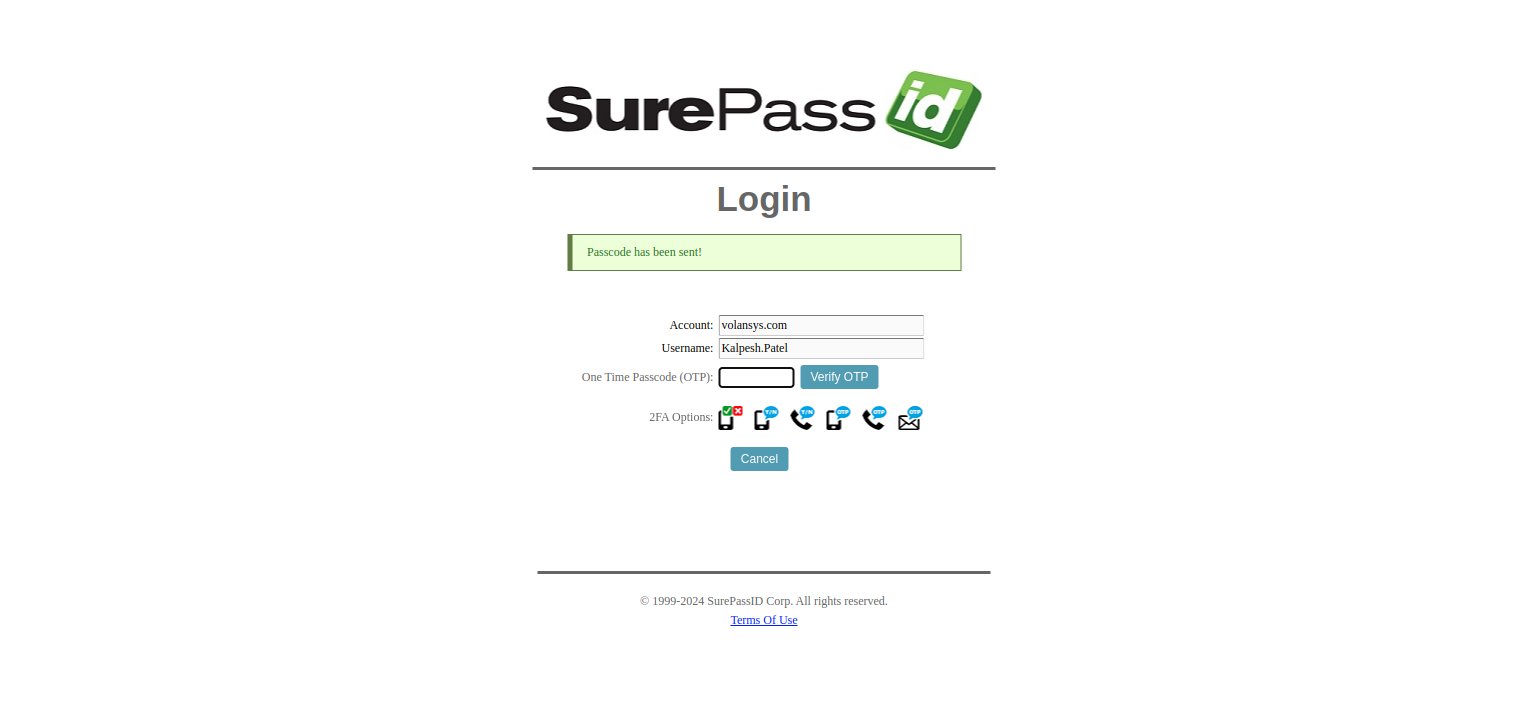 SurePass id
Login
Passcode has been sent!
Account: volansys.com
Username: Kalpesh.Patel
One Time Passcode (OTP): Verify OTP
2FA Options: Y/N Y/N OTP OTP OTP
Cancel
© 1999-2024 SurePassID Corp. All rights reserved.
Terms Of Use